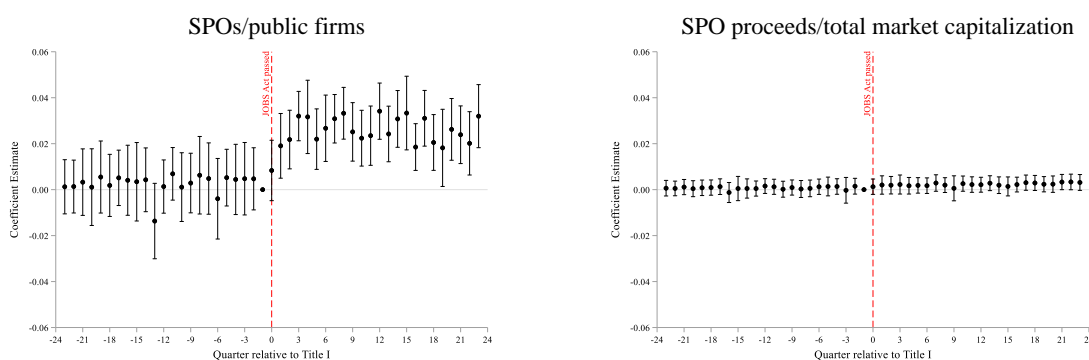 SPOs/public firms
0.06
0.04
0.02
0.00
-0.02
-0.04
-0.06
Coefficient Estimate
JOBS Act passed
-24 -21 -18 -15 -12 -9 -6 -3 0 3 6 9 12 15 18 21 24
Quarter relative to Title I
SPO proceeds/total market capitalization
0.06
0.04
0.02
0.00
-0.02
-0.04
-0.06
Coefficient Estimate
JOBS Act passed
-24 -21 -18 -15 -12 -9 -6 -3 0 3 6 9 12 15 18 21
Quarter relative to Title I